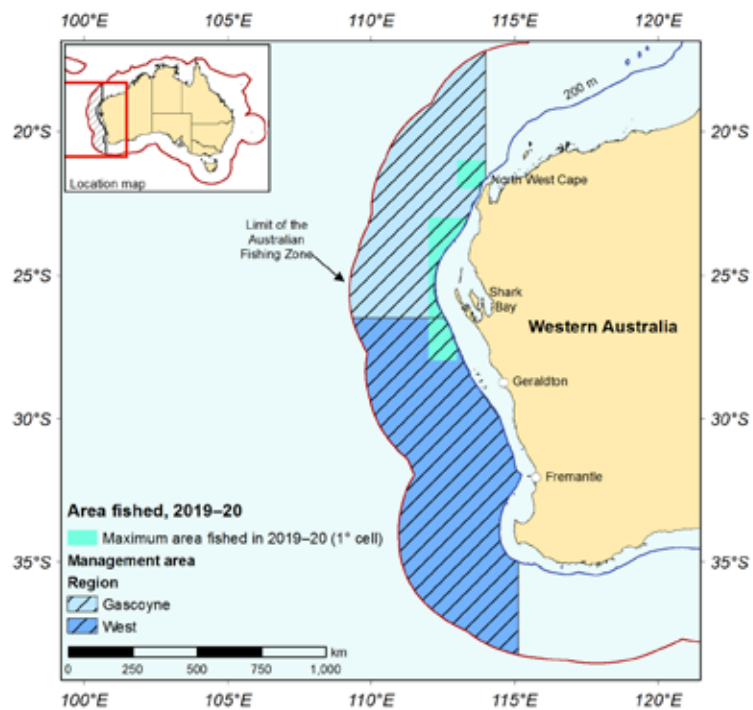 100°E 105°E 110°E 115°E 120°E
Location map
200 m
20°S 20°S
North West Cape
Limit of the
Australian
Fishing Zone
25°S 25°S
Shark
Bay
Western Australia
Geraldton
30°S 30°S
Fremantle
Area fished, 2019–20
Maximum area fished in 2019–20 (1° cell)
35°S 35°S
Management area
Region
Gascoyne
West
km
0 250 500 750 1,000
100°E 105°E 110°E 115°E 120°E